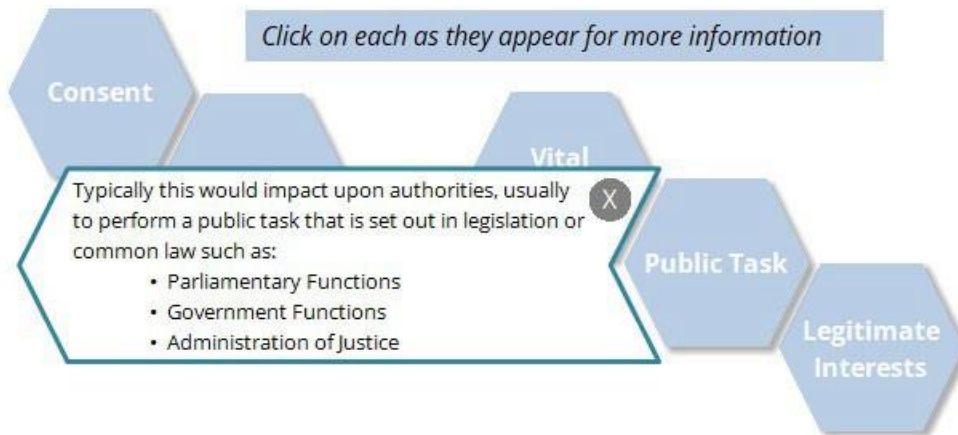 Click on each as they appear for more information
Consent
Vital
Typically this would impact upon authorities, usually
to perform a public task that is set out in legislation or
common law such as:
• Parliamentary Functions
• Government Functions
• Administration of Justice
X
Public Task
Legitimate
Interests